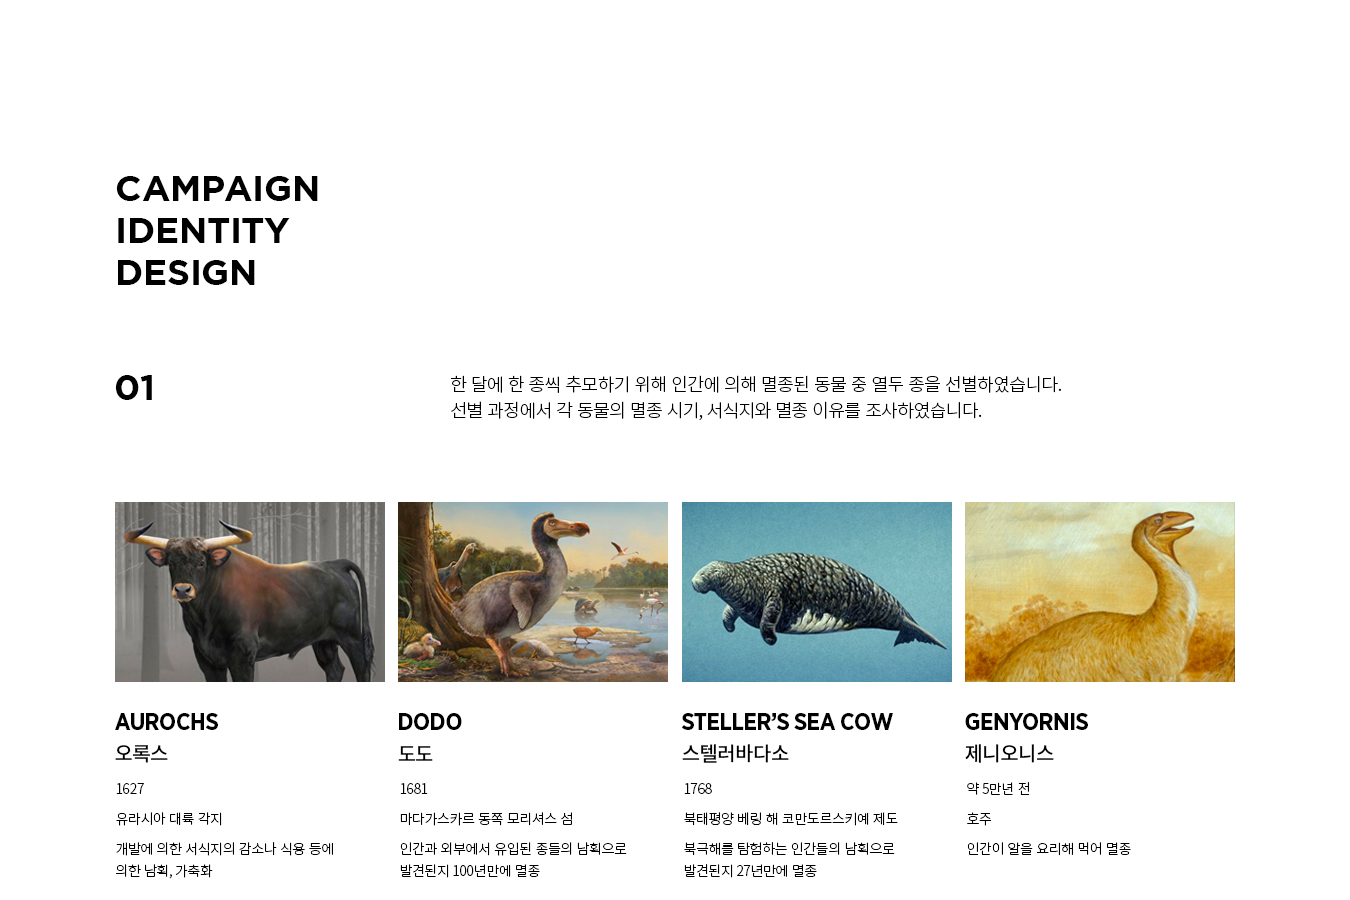 CAMPAIGN
IDENTITY
DESIGN
01
한 달에 한 종씩 추모하기 위해 인간에 의해 멸종된 동물 중 열두 종을 선별하였습니다.
선별 과정에서 각 동물의 멸종 시기, 서식지와 멸종 이유를 조사하였습니다.
AUROCHS
오록스
1627
유라시아 대륙 각지
개발에 의한 서식지의 감소나 식용 등에
의한 남획, 가축화
DODO
도도
1681
마다가스카르 동쪽 모리셔스 섬
인간과 외부에서 유입된 종들의 남획으로
발견된지 100년만에 멸종
STELLER’S SEA COW
스텔러바다소
1768
북태평양 베링 해 코만도르스키예 제도
북극해를 탐험하는 인간들의 남획으로
발견된지 27년만에 멸종
GENYORNIS
제니오니스
약 5만년 전
호주
인간이 알을 요리해 먹어 멸종